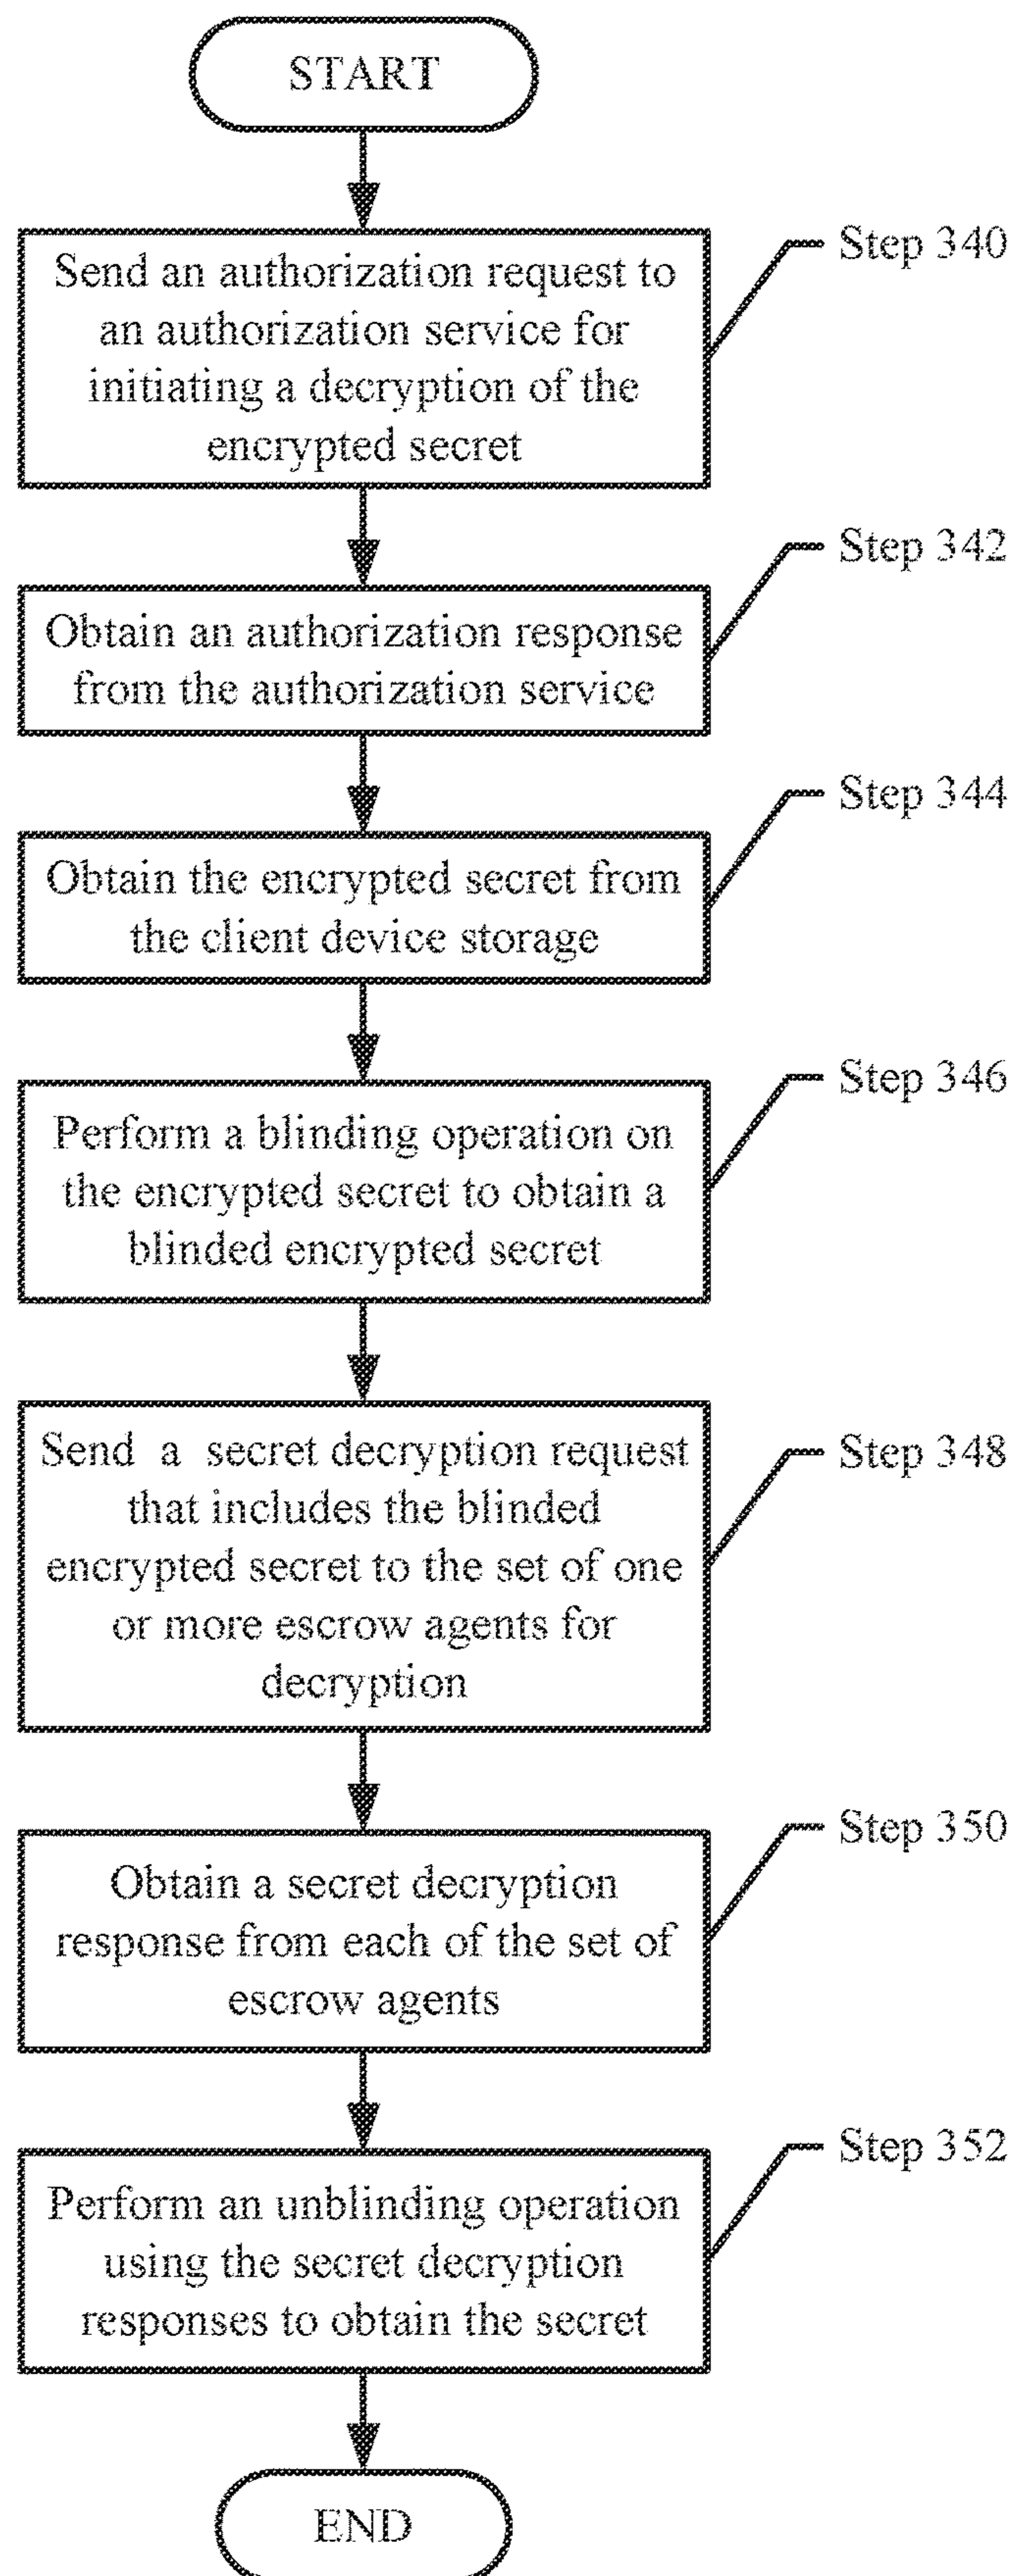 START
Send an authorization request to
an authorization service for
initiating a decryption of the
encrypted secret
Step 340
Obtain an authorization response
from the authorization service
Step 342
Obtain the encrypted secret from
the client device storage
Step 344
Perform a blinding operation on
the encrypted secret to obtain a
blinded encrypted secret
Step 346
Send a secret decryption request
that includes the blinded
encrypted secret to the set of one
or more escrow agents for
decryption
Step 348
Obtain a secret decryption
response from each of the set of
escrow agents
Step 350
Perform an unblinding operation
using the secret decryption
responses to obtain the secret
Step 352
END